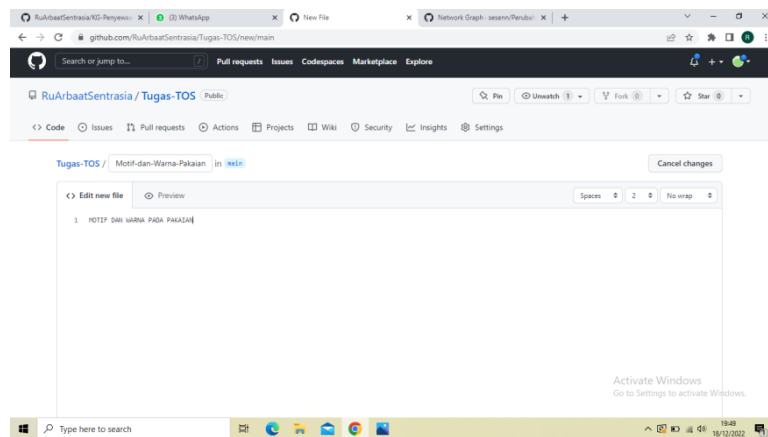 RuArbaatSentrasia/KG-Penyewaa
(3) WhatsApp
New File
Network Graph · sesenn/Perubah
github.com/RuArbaatSentrasia/Tugas-TOS/new/main
R
Search or jump to... /
Pull requests Issues Codespaces Marketplace Explore
RuArbaatSentrasia / Tugas-TOS Public
Pin Unwatch 1 Fork 0 Star 0
<> Code Issues Pull requests Actions Projects Wiki Security Insights Settings
Tugas-TOS / Motif-dan-Warna-Pakaian in main Cancel changes
<> Edit new file Preview Spaces 2 No wrap
1 MOTIF DAN WARNA PADA PAKAIAN
Activate Windows
Go to Settings to activate Windows.
Type here to search
19:49
18/12/2022